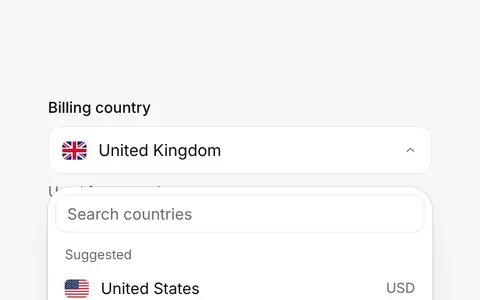 Billing country
United Kingdom
Search countries
Suggested
United States USD